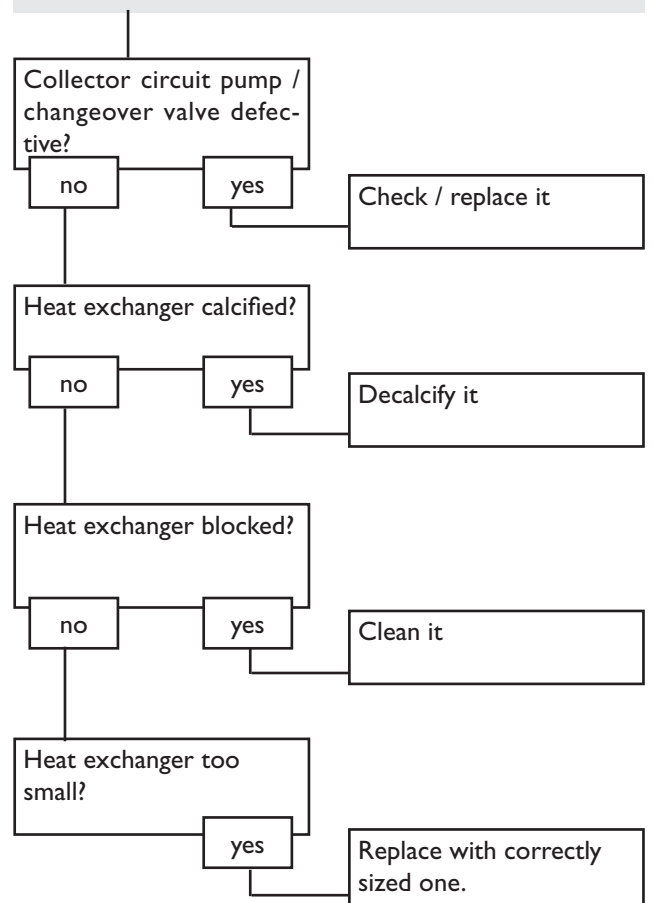 Collector circuit pump /
changeover valve defec-
tive?
no
yes
Check / replace it
Heat exchanger calcified?
no
yes
Decalcify it
Heat exchanger blocked?
no
yes
Clean it
Heat exchanger too
small?
yes
Replace with correctly
sized one.